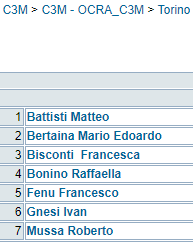 C3M > C3M - OCRA_C3M > Torino
1 Battisti Matteo
2 Bertaina Mario Edoardo
3 Bisconti  Francesca
4 Bonino Raffaella
5 Fenu Francesco
6 Gnesi Ivan
7 Mussa Roberto